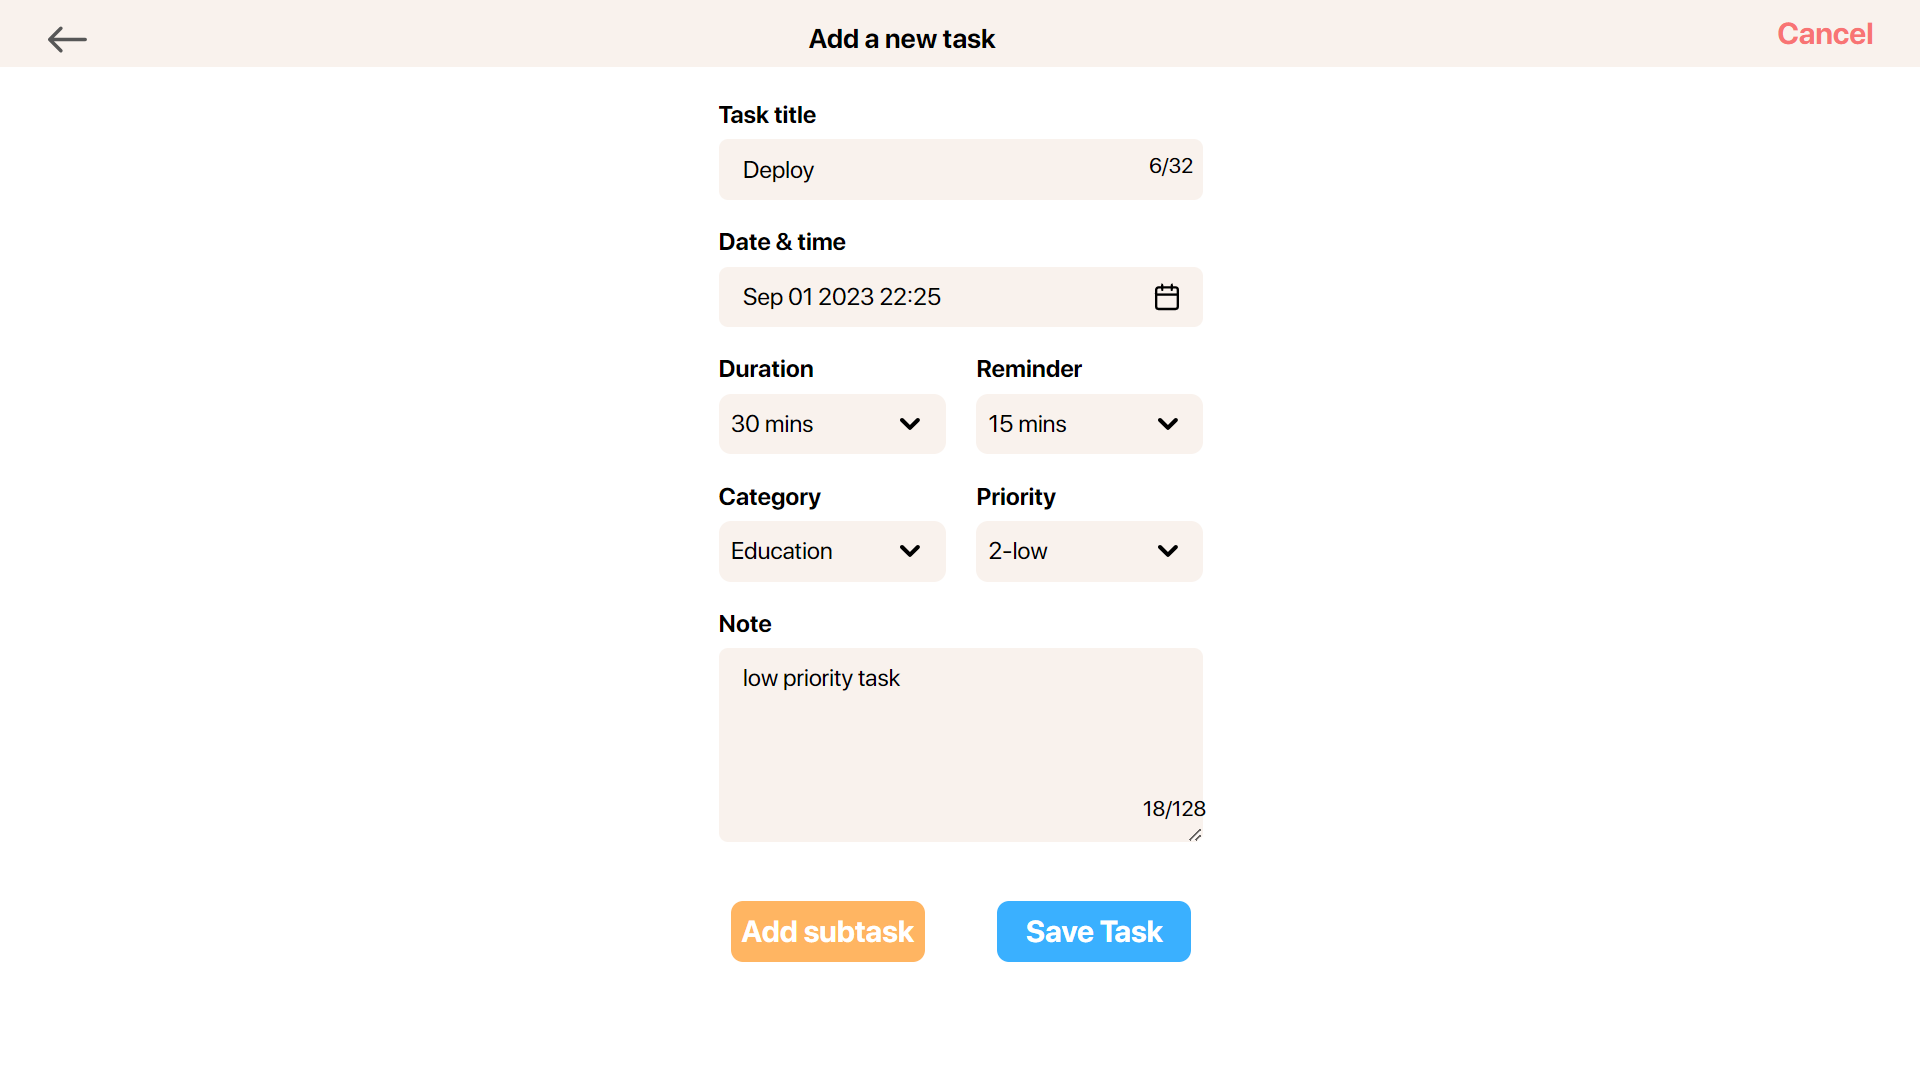 Add a new task
Cancel
Task title
Deploy
6/32
Date & time
Sep 01 2023 22:25
Duration
Reminder
30 mins
15 mins
Category
Priority
Education
2-low
Note
low priority task
18/128
Add subtask
Save Task